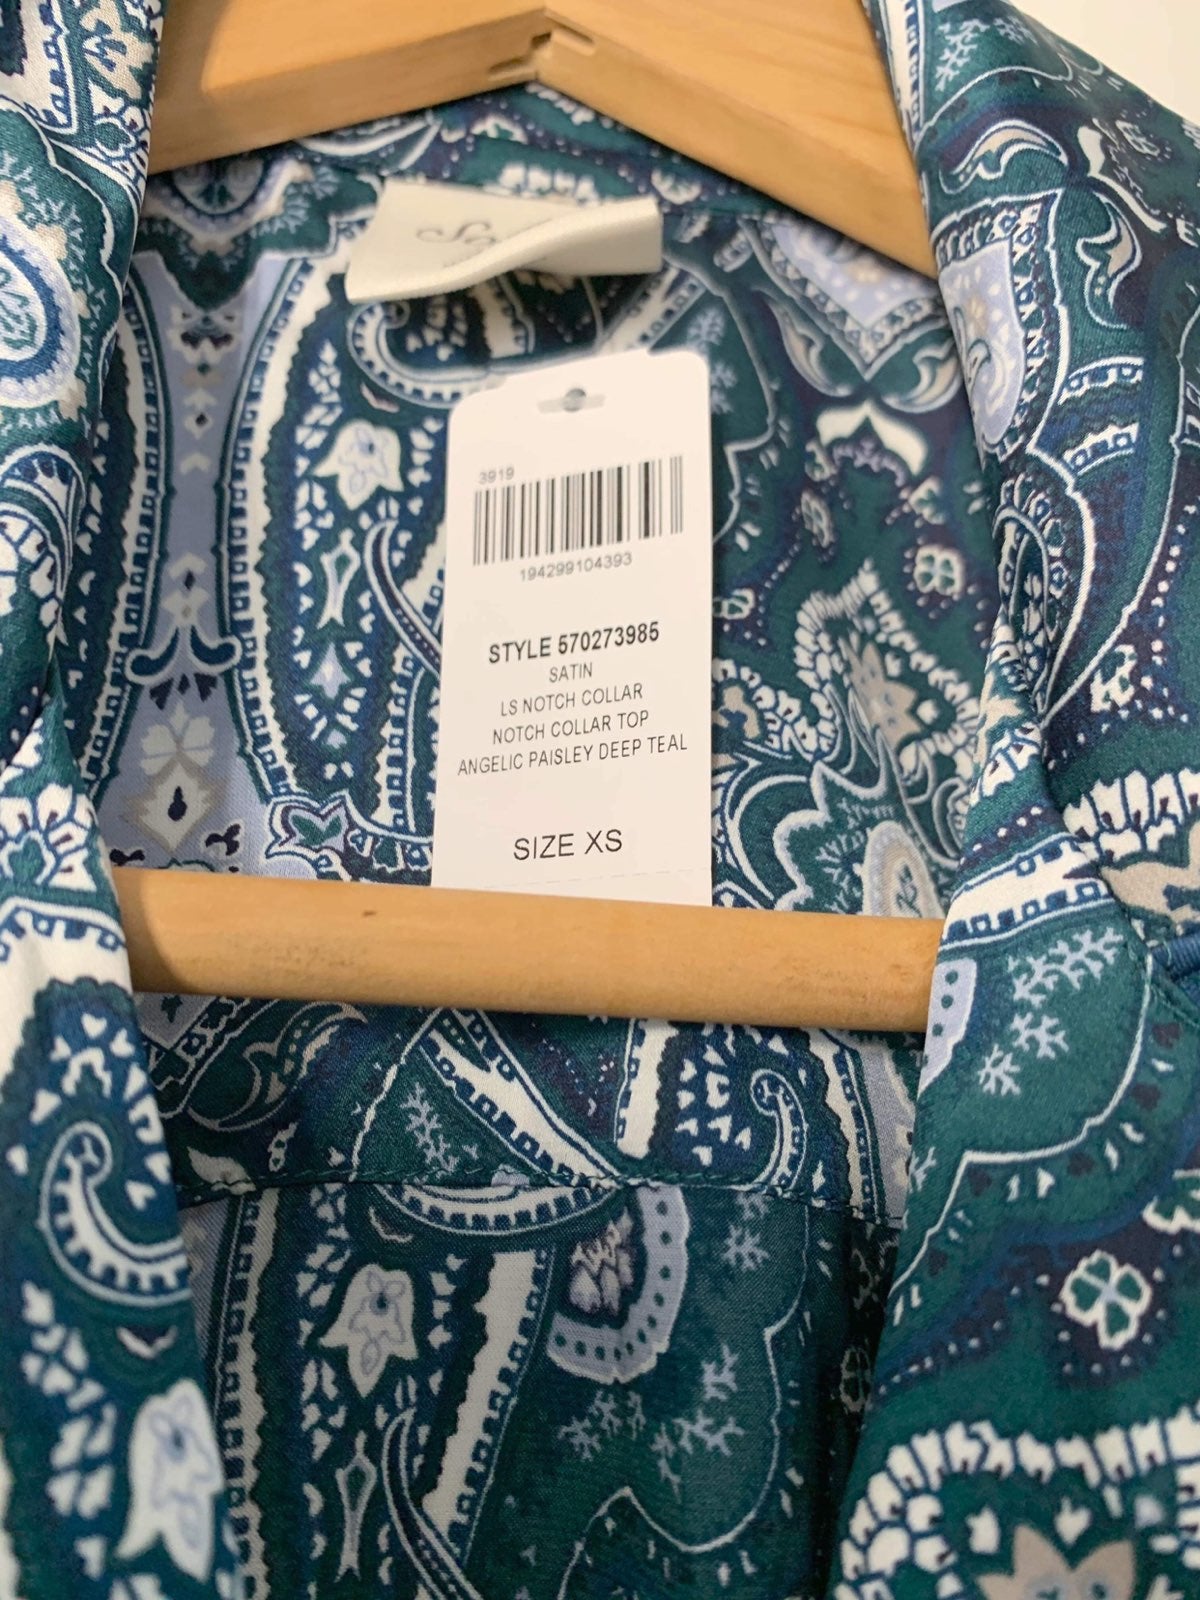 3919
194299104393
STYLE 570273985
SATIN
LS NOTCH COLLAR
NOTCH COLLAR TOP
ANGELIC PAISLEY DEEP TEAL
SIZE XS